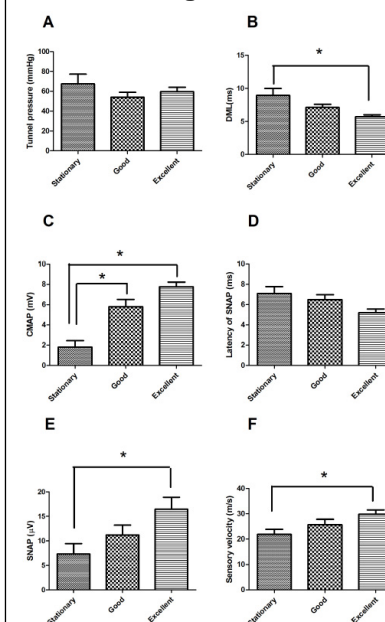 A
Tunnel pressure (mmHg)
100
80
60
40
20
0
Stationary
Good
Excellent
B
DML(ms)
15
10
5
0
*
Stationary
Good
Excellent
C
CMAP (mV)
10
8
6
4
2
0
*
*
Stationary
Good
Excellent
D
Latency of SNAP (ms)
10
8
6
4
2
0
Stationary
Good
Excellent
E
SNAP (μV)
20
15
10
5
0
*
Stationary
Good
Excellent
F
Sensory velocity (m/s)
40
30
20
10
0
*
Stationary
Good
Excellent